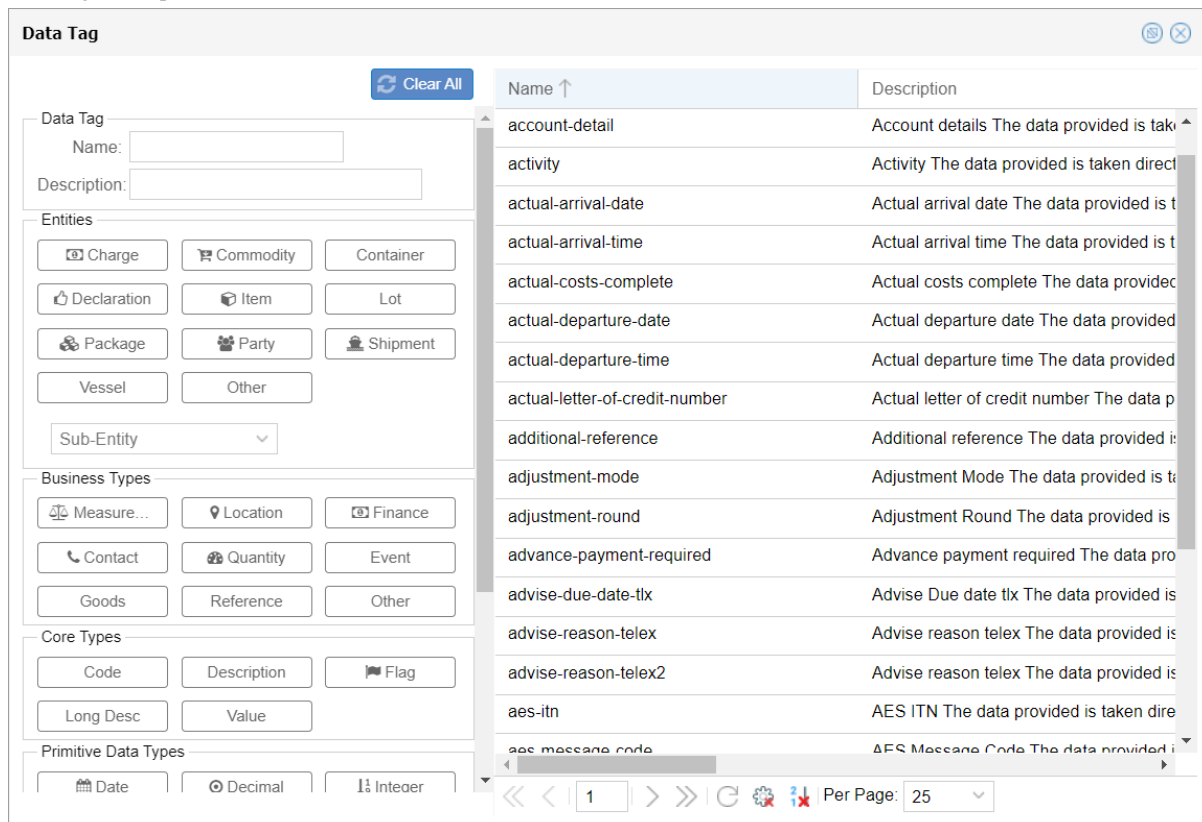 Data Tag
Clear All
Data Tag
Name:
Description:
Entities
Charge Commodity Container
Declaration Item Lot
Package Party Shipment
Vessel Other
Sub-Entity
Business Types
Measure... Location Finance
Contact Quantity Event
Goods Reference Other
Core Types
Code Description Flag
Long Desc Value
Primitive Data Types
Date Decimal Integer
Name Description
account-detail Account details The data provided is tak
activity Activity The data provided is taken direct
actual-arrival-date Actual arrival date The data provided is t
actual-arrival-time Actual arrival time The data provided is t
actual-costs-complete Actual costs complete The data provided
actual-departure-date Actual departure date The data provided
actual-departure-time Actual departure time The data provided
actual-letter-of-credit-number Actual letter of credit number The data p
additional-reference Additional reference The data provided is
adjustment-mode Adjustment Mode The data provided is ta
adjustment-round Adjustment Round The data provided is
advance-payment-required Advance payment required The data pro
advise-due-date-tlx Advise Due date tlx The data provided is
advise-reason-telex Advise reason telex The data provided is
advise-reason-telex2 Advise reason telex The data provided is
aes-itn AES ITN The data provided is taken dire
aes message code AES Message Code The data provided i
1 Per Page: 25